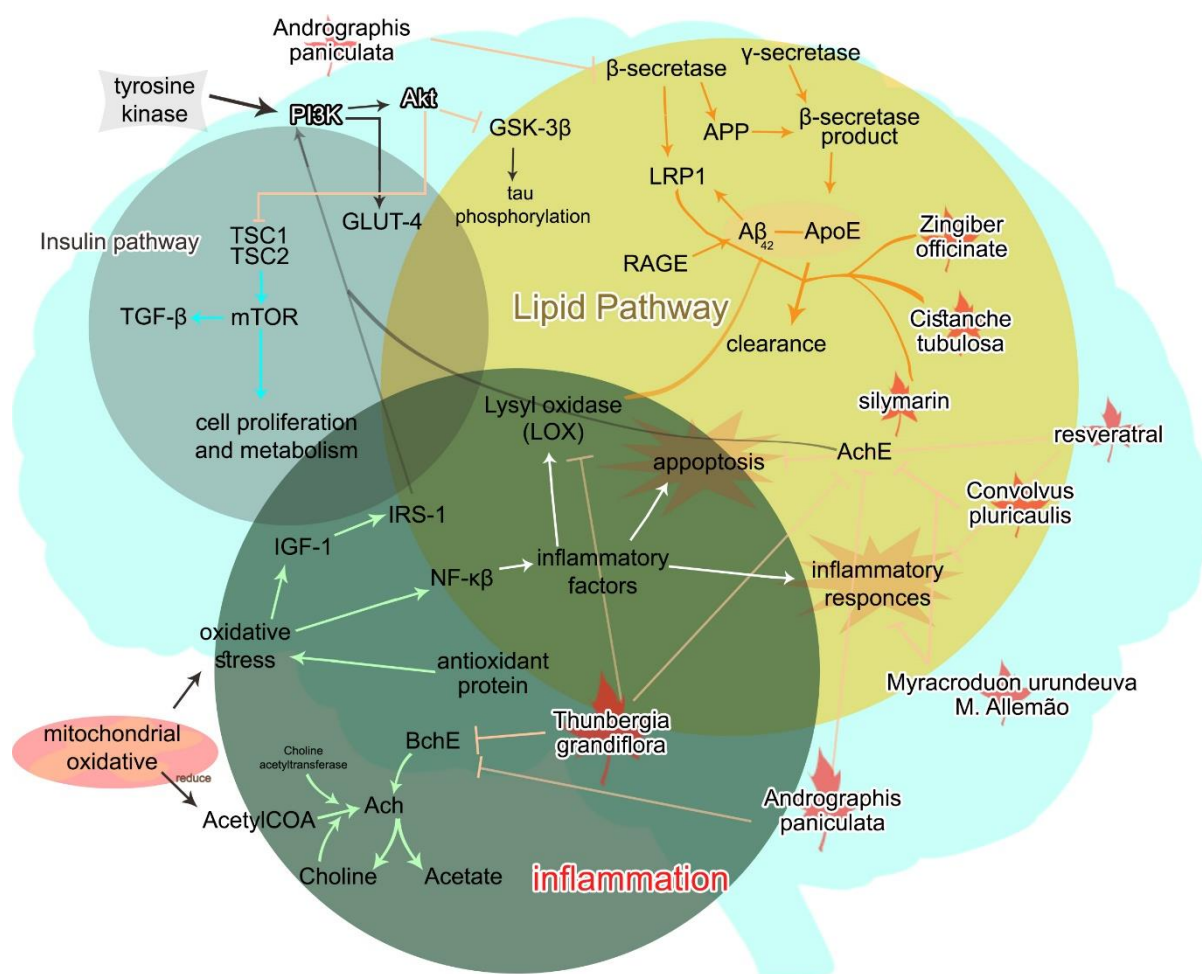 Andrographis
paniculata
β-secretase
γ-secretase
tyrosine
kinase
PI3K
Akt
GSK-3β
APP
β-secretase
product
tau
phosphorylation
LRP1
GLUT-4
Insulin pathway
TSC1
TSC2
Aβ42
ApoE
Zingiber
officinate
RAGE
TGF-β
mTOR
Lipid Pathway
Cistanche
tubulosa
clearance
cell proliferation
and metabolism
Lysyl oxidase
(LOX)
silymarin
appoptosis
AchE
resveratral
Convolvus
pluricaulis
IRS-1
IGF-1
NF-κβ
inflammatory
factors
inflammatory
responces
oxidative
stress
antioxidant
protein
Myracroduon urundeuva
M. Allemão
mitochondrial
oxidative
reduce
Thunbergia
grandiflora
BchE
Choline
acetyltransferase
AcetylCOA
Ach
Andrographis
paniculata
Choline
Acetate
inflammation